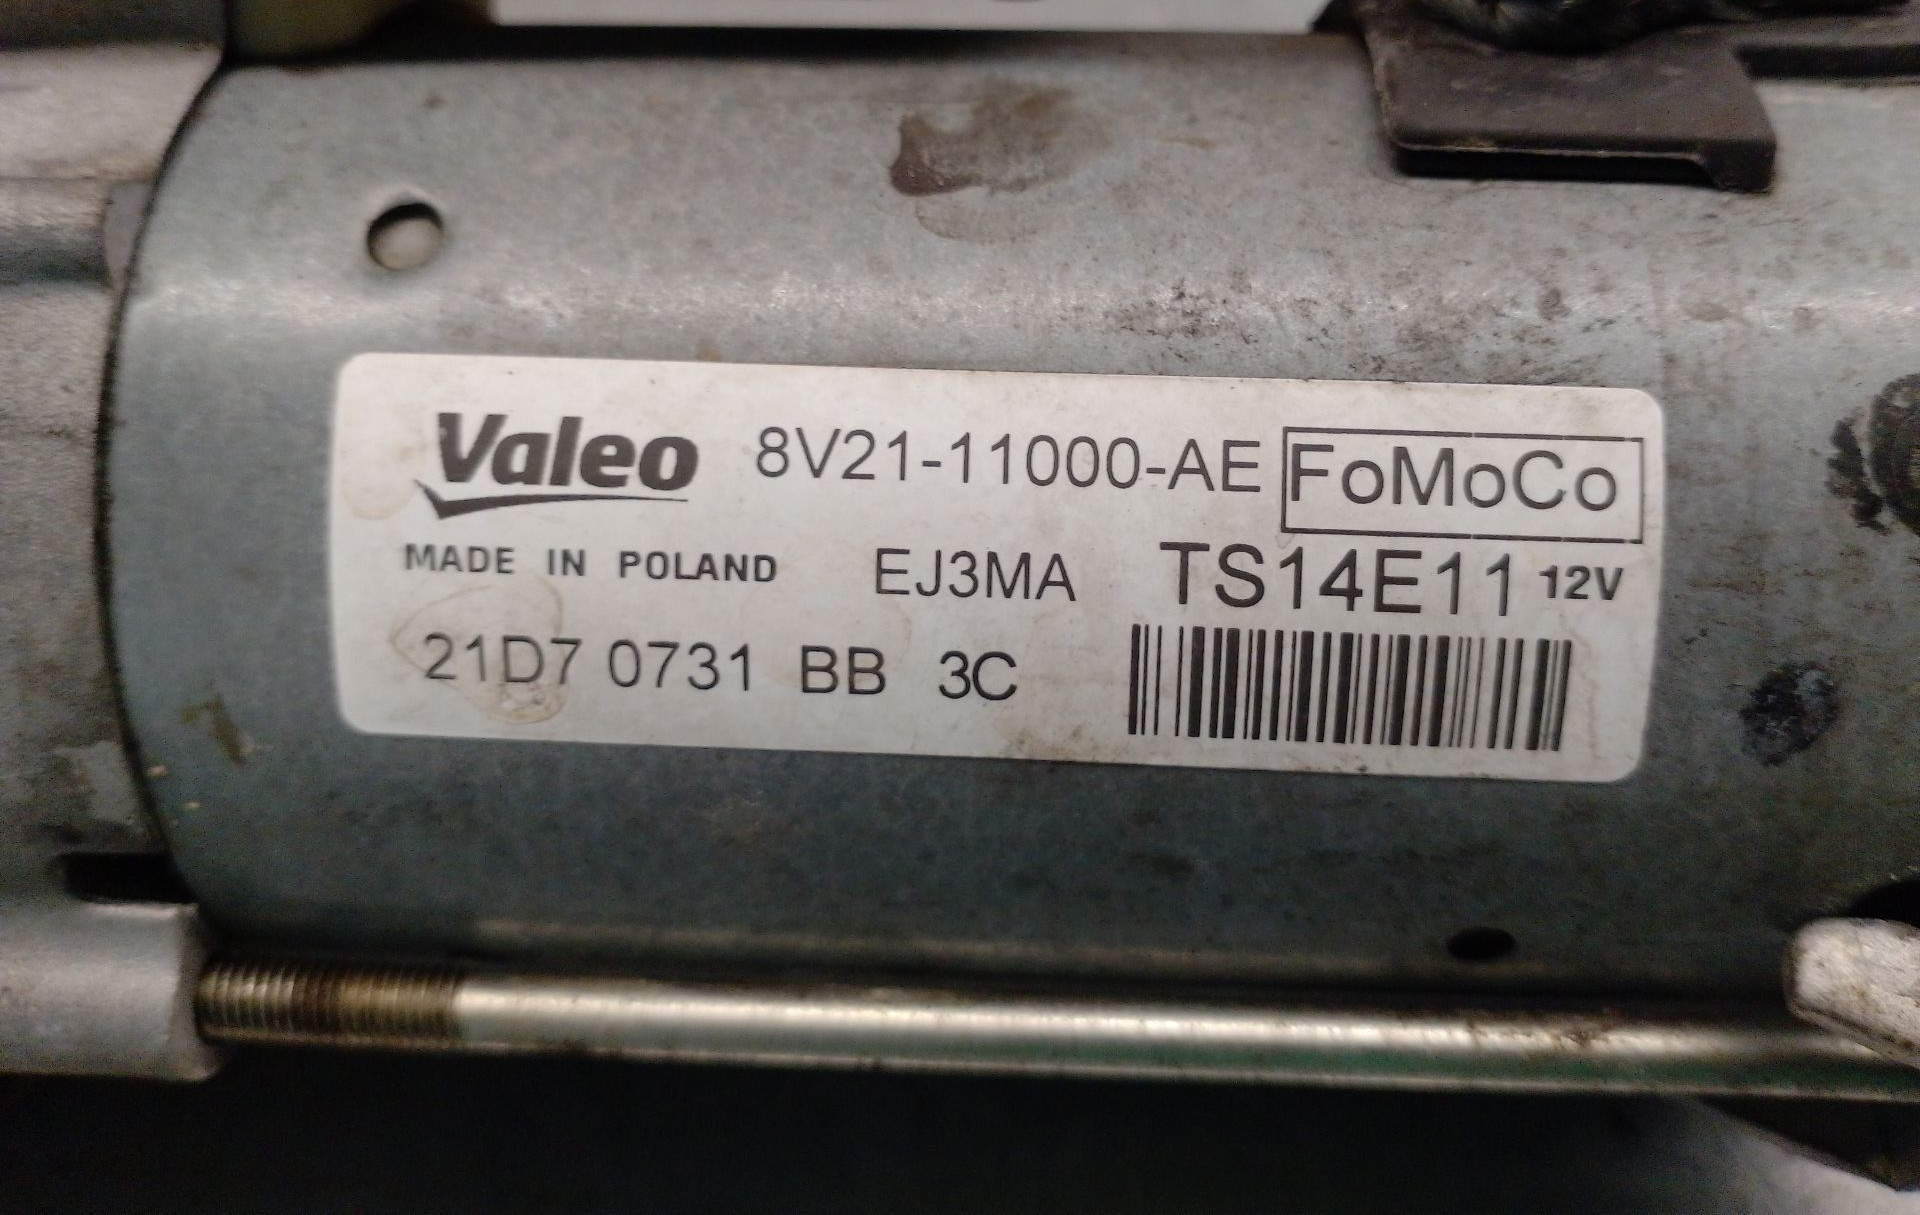 Valeo 8V21-11000-AE FoMoCo
MADE IN POLAND EJ3MA TS14E11 12V
21D7 0731 BB 3C